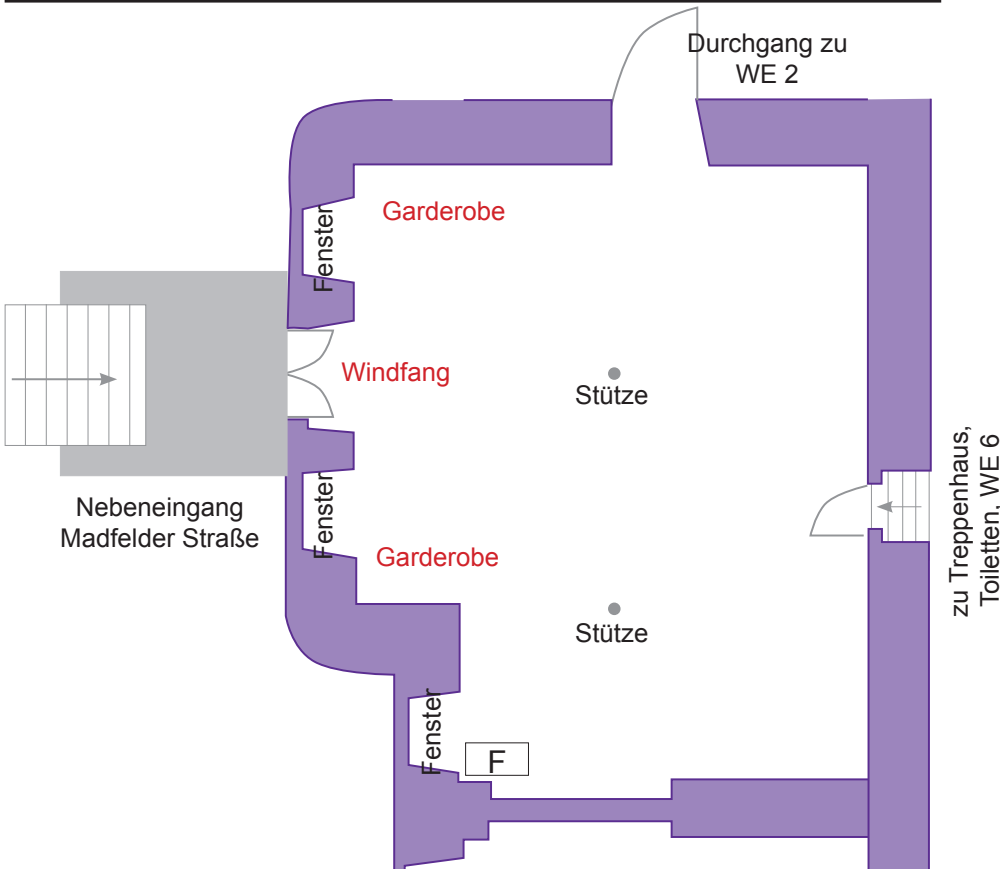 Durchgang zu
WE 2
Garderobe
Fenster
Windfang
Stütze
Nebeneingang
Madfelder Straße
Fenster
Garderobe
zu Treppenhaus,
Toiletten, WE 6
Stütze
Fenster
F